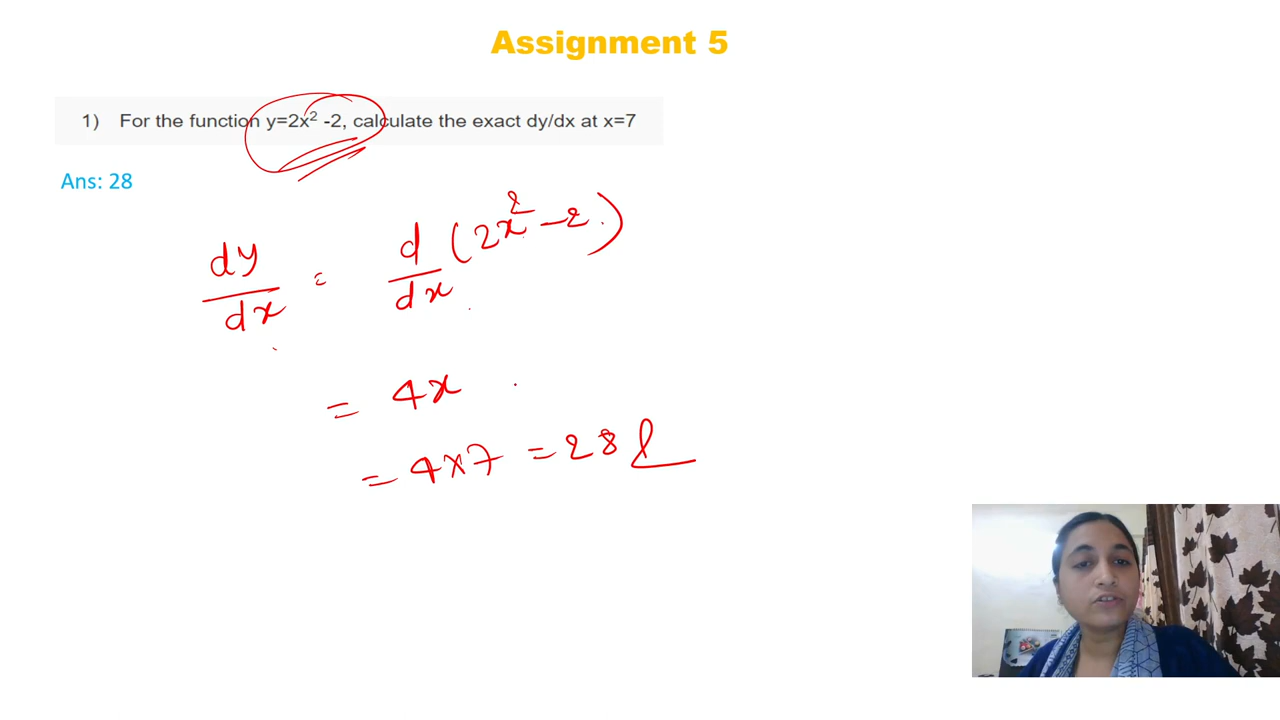 Assignment 5
1) For the function y=2x² -2, calculate the exact dy/dx at x=7
Ans: 28
dy/dx = d/dx (2x² - 2)
= 4x
= 4x7 = 28